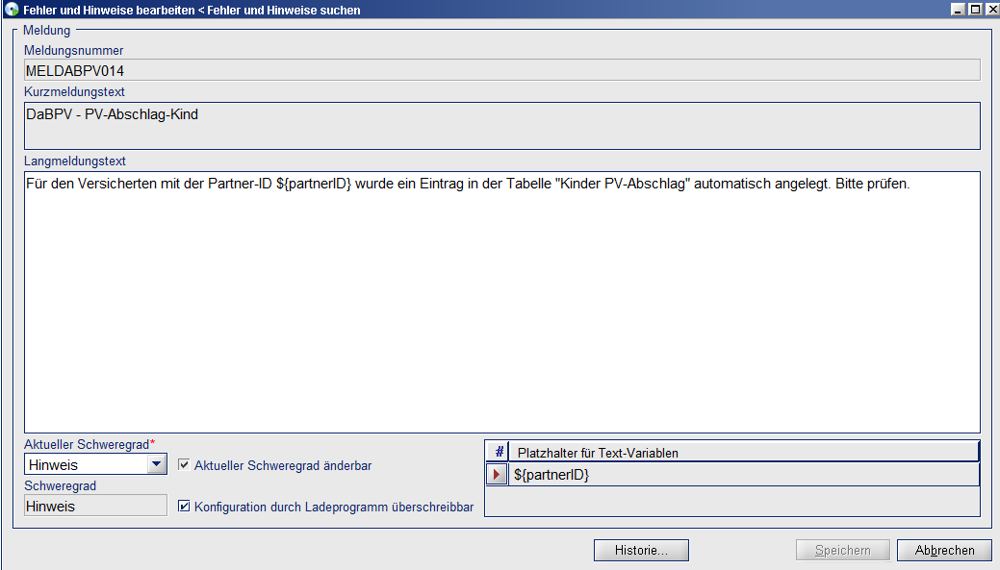 Fehler und Hinweise bearbeiten < Fehler und Hinweise suchen
Meldung
Meldungsnummer
MELDABPV014
Kurzmeldungstext
DaBPV - PV-Abschlag-Kind
Langmeldungstext
Für den Versicherten mit der Partner-ID ${partnerID} wurde ein Eintrag in der Tabelle "Kinder PV-Abschlag" automatisch angelegt. Bitte prüfen.
Aktueller Schweregrad*
Hinweis
Aktueller Schweregrad änderbar
Schweregrad
Hinweis
Konfiguration durch Ladeprogramm überschreibbar
# Platzhalter für Text-Variablen
${partnerID}
Historie...
Speichern
Abbrechen